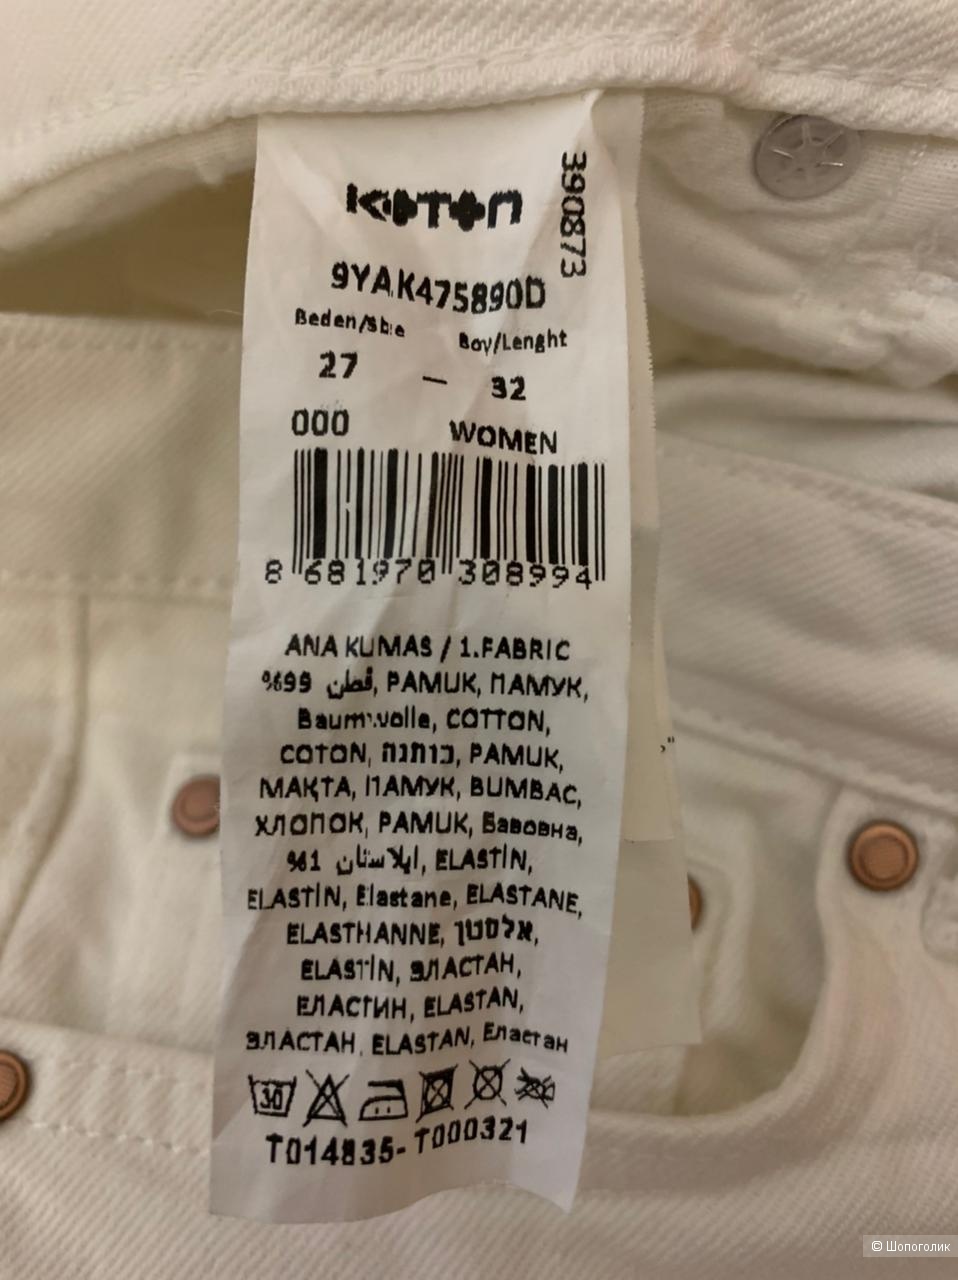 KOTON
390873
9YAK475890D
Beden/Size
Boy/Lenght
27 - 32
000 WOMEN
8 681970 308994
ANA KUMAS / 1.FABRIC
%99 قطن, PAMUK, ПАМУК,
Baumwolle, COTTON,
COTON, כותנה, PAMUK,
МАҚТА, ПАМУК, BUMBAC,
ХЛОПОК, PAMUK, Бавовна,
%1 ايلاستان, ELASTİN,
ELASTİN, Elastane, ELASTANE,
ELASTHANNE, אלסטן,
ELASTİN, ЭЛАСТАН,
ЕЛАСТИН, ELASTAN,
ЭЛАСТАН, ELASTAN, Еластан
30
T014835-T000321
© Шопоголик